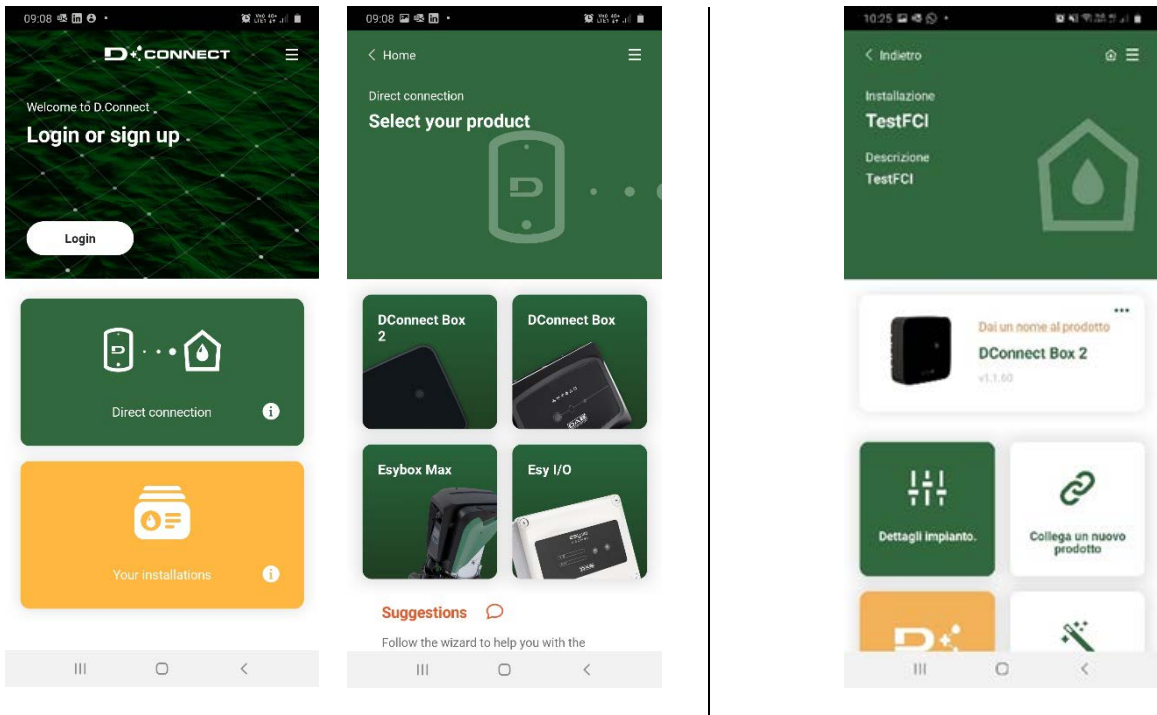 09:08
D+CONNECT
Welcome to D.Connect
Login or sign up
Login
Direct connection
i
Your installations
i
09:08
< Home
Direct connection
Select your product
D
DConnect Box
2
DConnect Box
DAB
Esybox Max
Esy I/O
Suggestions
Follow the wizard to help you with the
10:25
< Indietro
Installazione
TestFCI
Descrizione
TestFCI
Dai un nome al prodotto
DConnect Box 2
v1.1.60
Dettagli impianto.
Collega un nuovo
prodotto
D